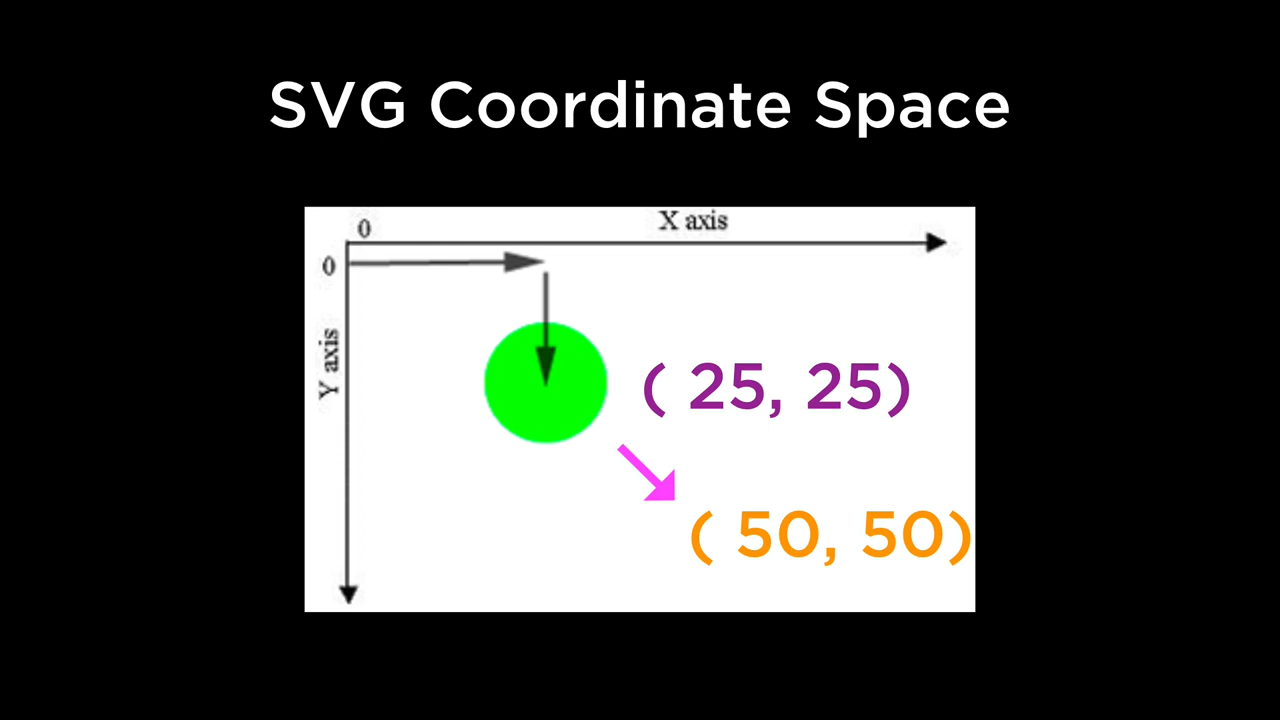 SVG Coordinate Space
0
X axis
0
Y axis
( 25, 25)
( 50, 50)